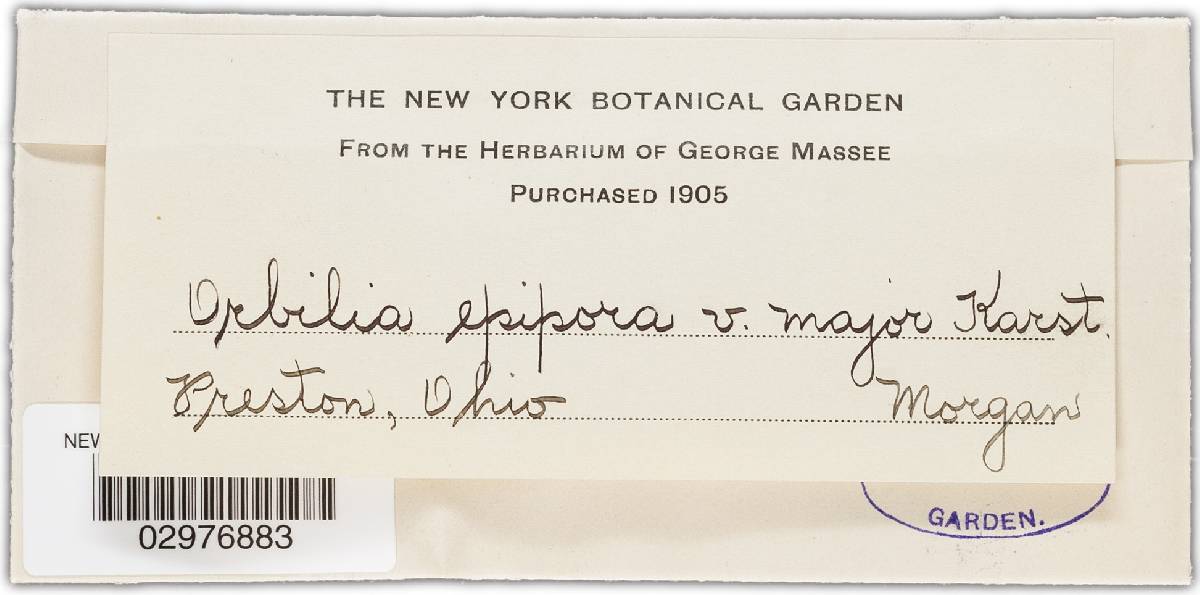 THE NEW YORK BOTANICAL GARDEN
FROM THE HERBARIUM OF GEORGE MASSEE
PURCHASED 1905
Orbilia epipora v. major Karst.
Preston, Ohio Morgan
NEW
02976883
GARDEN.